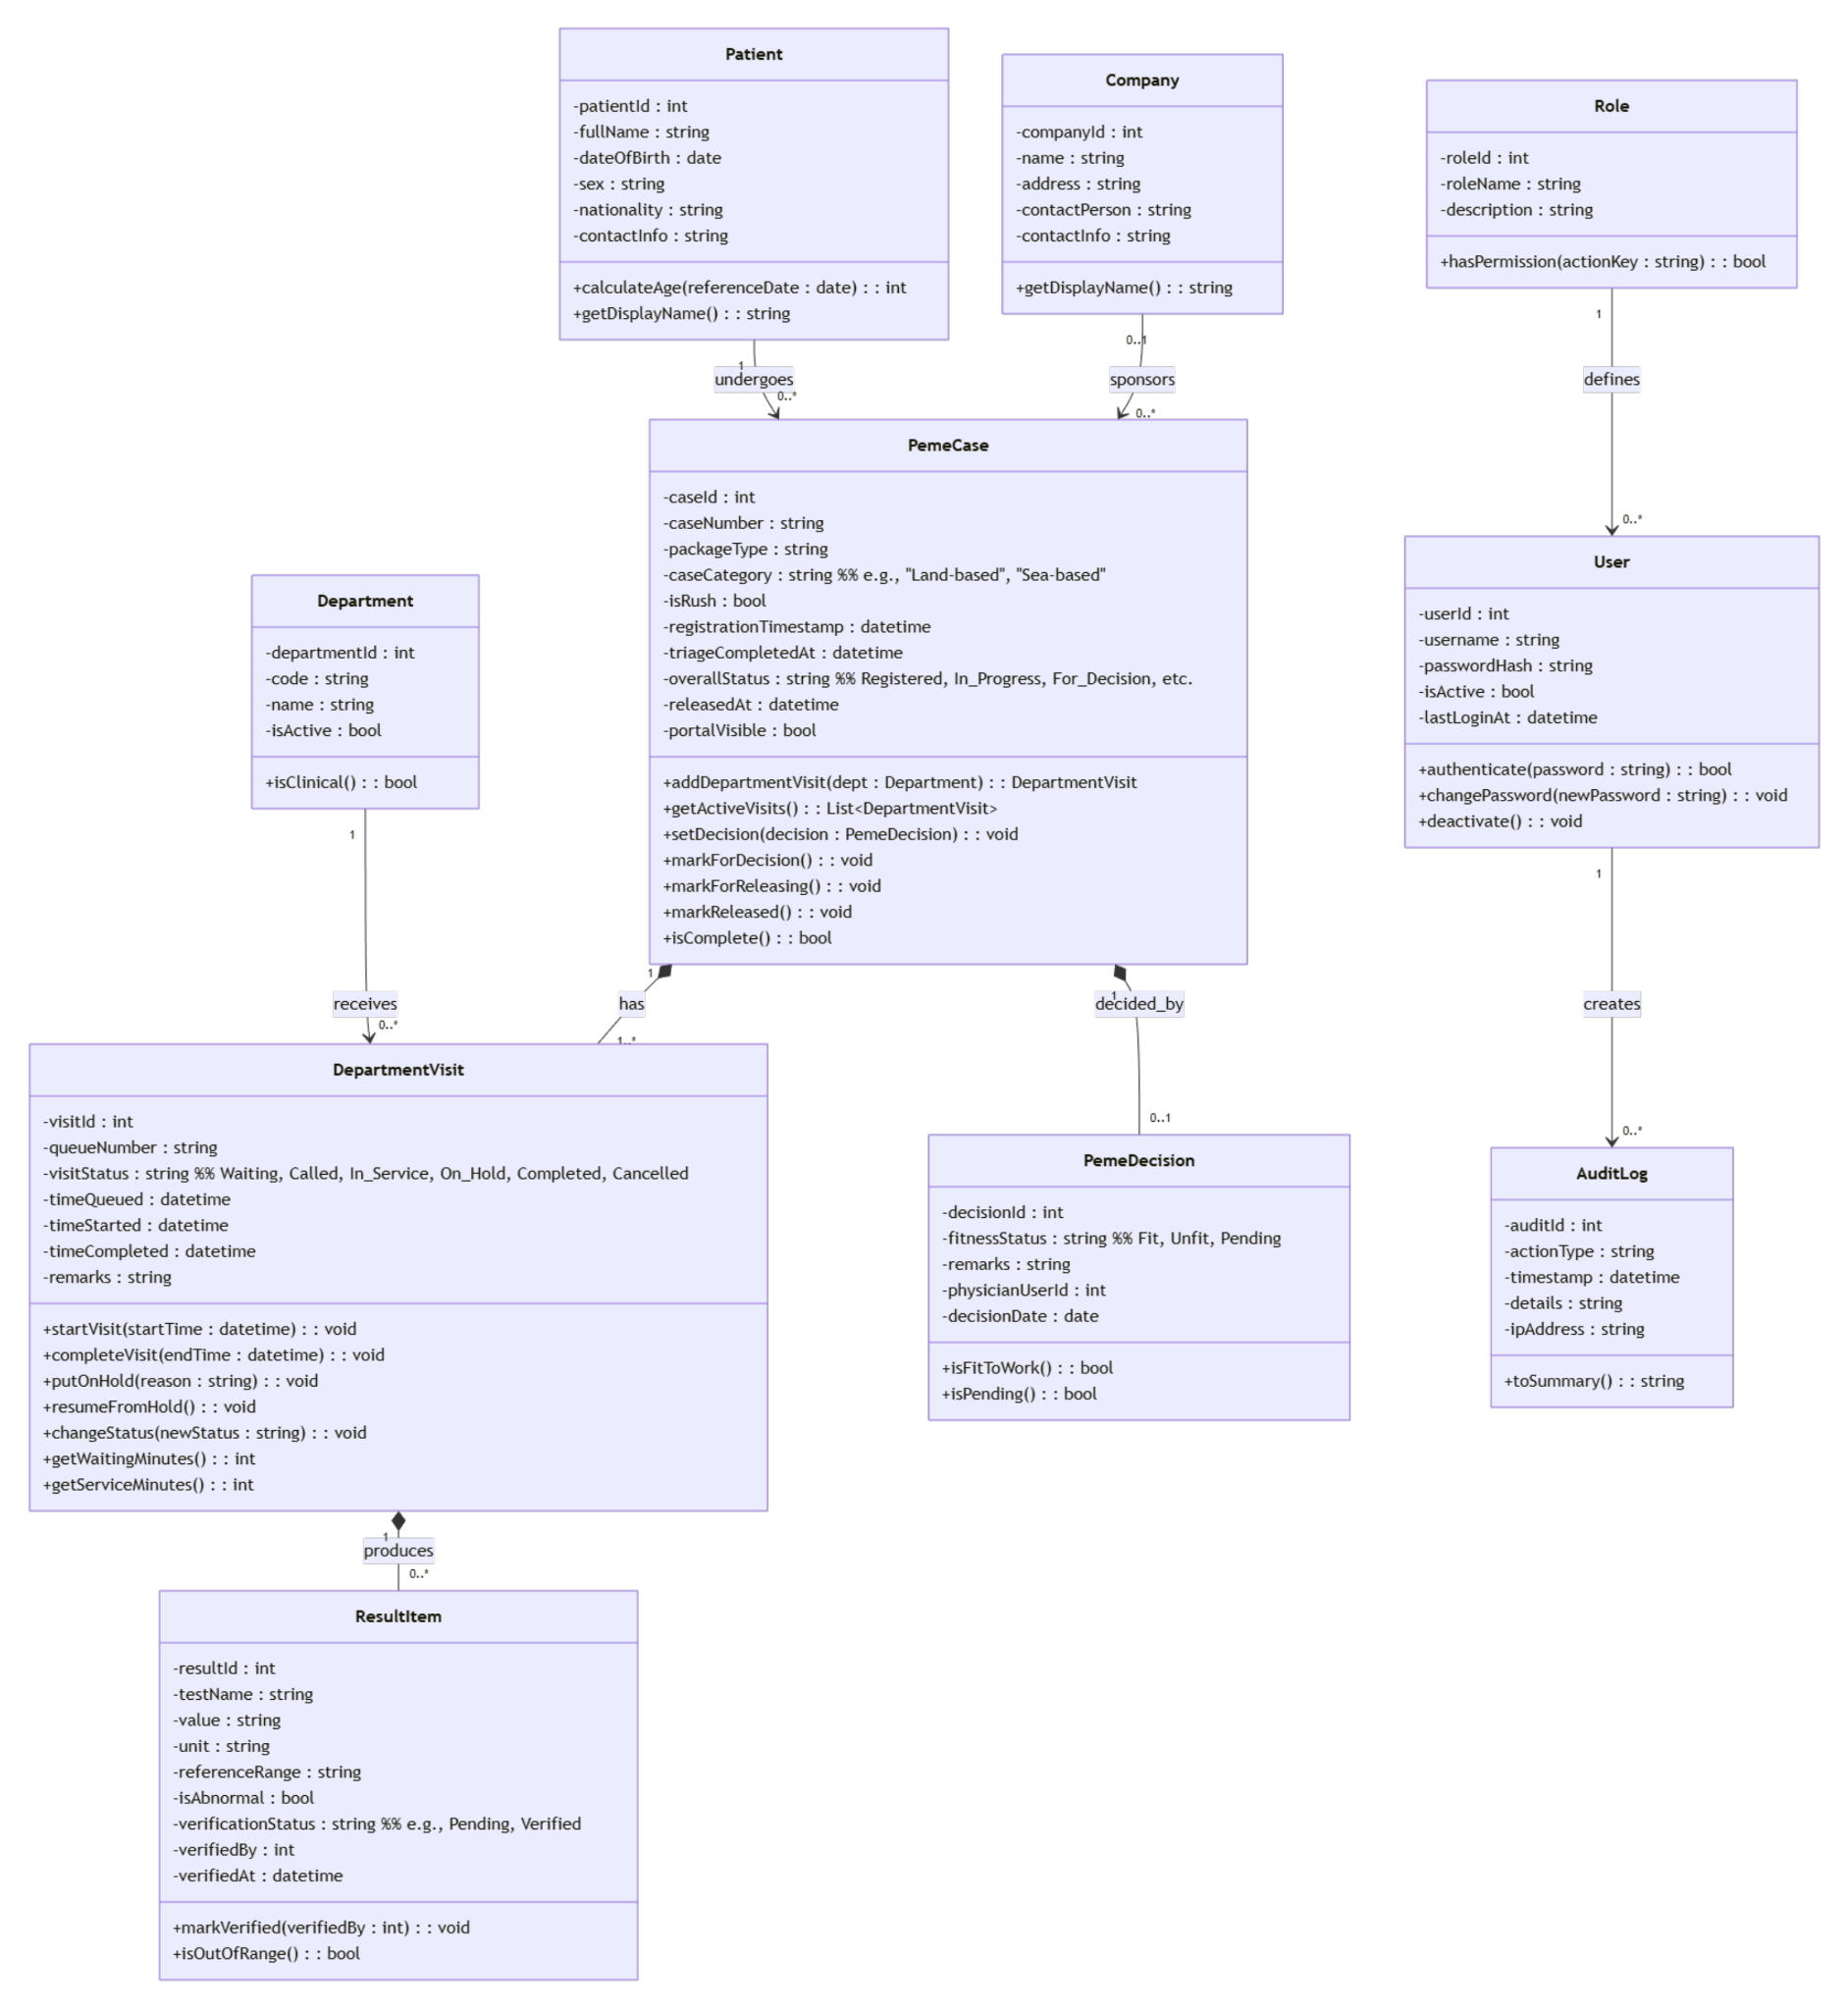 Patient
-patientId : int
-fullName : string
-dateOfBirth : date
-sex : string
-nationality : string
-contactInfo : string
+calculateAge(referenceDate : date) : : int
+getDisplayName() : : string
Company
-companyId : int
-name : string
-address : string
-contactPerson : string
-contactInfo : string
+getDisplayName() : : string
Role
-roleId : int
-roleName : string
-description : string
+hasPermission(actionKey : string) : : bool
1
undergoes
0..*
0..1
sponsors
0..*
1
defines
0..*
PemeCase
-caseId : int
-caseNumber : string
-packageType : string
-caseCategory : string %% e.g., "Land-based", "Sea-based"
-isRush : bool
-registrationTimestamp : datetime
-triageCompletedAt : datetime
-overallStatus : string %% Registered, In_Progress, For_Decision, etc.
-releasedAt : datetime
-portalVisible : bool
+addDepartmentVisit(dept : Department) : : DepartmentVisit
+getActiveVisits() : : List<DepartmentVisit>
+setDecision(decision : PemeDecision) : : void
+markForDecision() : : void
+markForReleasing() : : void
+markReleased() : : void
+isComplete() : : bool
Department
-departmentId : int
-code : string
-name : string
-isActive : bool
+isClinical() : : bool
User
-userId : int
-username : string
-passwordHash : string
-isActive : bool
-lastLoginAt : datetime
+authenticate(password : string) : : bool
+changePassword(newPassword : string) : : void
+deactivate() : : void
1
receives
0..*
1
has
1..*
1
decided_by
0..1
1
creates
0..*
DepartmentVisit
-visitId : int
-queueNumber : string
-visitStatus : string %% Waiting, Called, In_Service, On_Hold, Completed, Cancelled
-timeQueued : datetime
-timeStarted : datetime
-timeCompleted : datetime
-remarks : string
+startVisit(startTime : datetime) : : void
+completeVisit(endTime : datetime) : : void
+putOnHold(reason : string) : : void
+resumeFromHold() : : void
+changeStatus(newStatus : string) : : void
+getWaitingMinutes() : : int
+getServiceMinutes() : : int
PemeDecision
-decisionId : int
-fitnessStatus : string %% Fit, Unfit, Pending
-remarks : string
-physicianUserId : int
-decisionDate : date
+isFitToWork() : : bool
+isPending() : : bool
AuditLog
-auditId : int
-actionType : string
-timestamp : datetime
-details : string
-ipAddress : string
+toSummary() : : string
1
produces
0..*
ResultItem
-resultId : int
-testName : string
-value : string
-unit : string
-referenceRange : string
-isAbnormal : bool
-verificationStatus : string %% e.g., Pending, Verified
-verifiedBy : int
-verifiedAt : datetime
+markVerified(verifiedBy : int) : : void
+isOutOfRange() : : bool